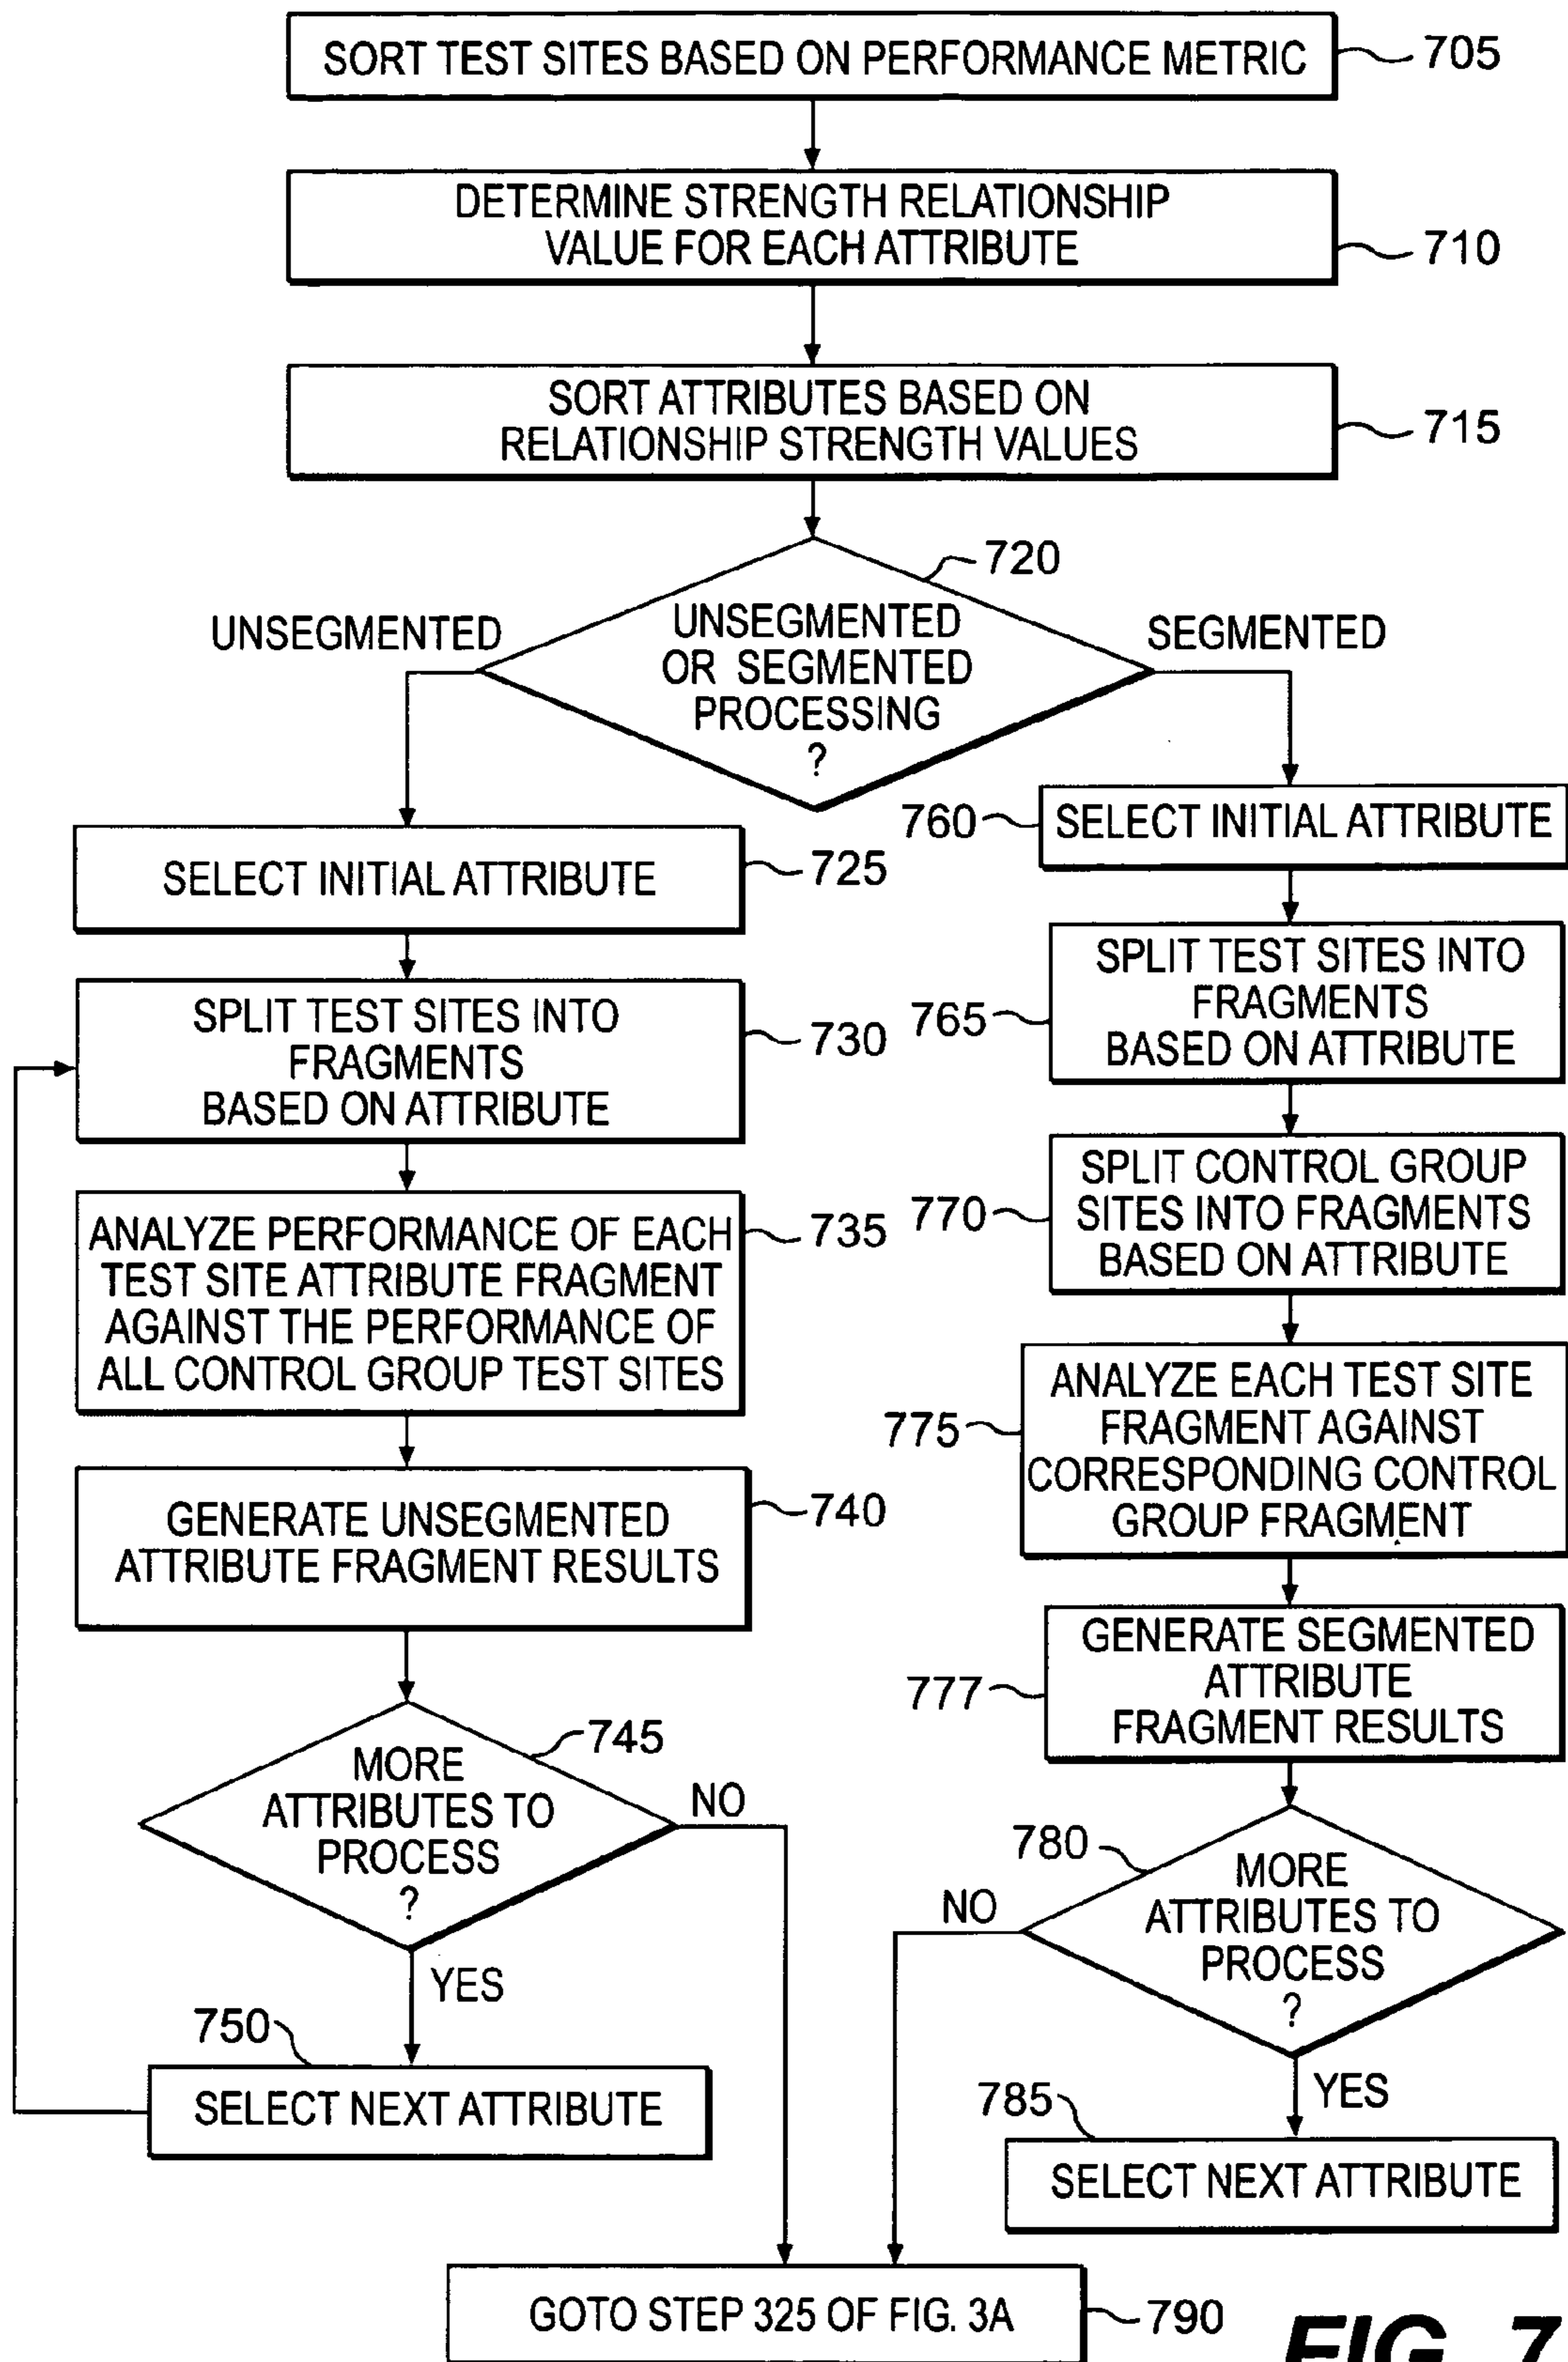 SORT TEST SITES BASED ON PERFORMANCE METRIC
705
DETERMINE STRENGTH RELATIONSHIP
VALUE FOR EACH ATTRIBUTE
710
SORT ATTRIBUTES BASED ON
RELATIONSHIP STRENGTH VALUES
715
720
UNSEGMENTED
OR SEGMENTED
PROCESSING
?
UNSEGMENTED
SEGMENTED
SELECT INITIAL ATTRIBUTE
725
SPLIT TEST SITES INTO
FRAGMENTS
BASED ON ATTRIBUTE
730
ANALYZE PERFORMANCE OF EACH
TEST SITE ATTRIBUTE FRAGMENT
AGAINST THE PERFORMANCE OF
ALL CONTROL GROUP TEST SITES
735
GENERATE UNSEGMENTED
ATTRIBUTE FRAGMENT RESULTS
740
745
MORE
ATTRIBUTES TO
PROCESS
?
NO
YES
750
SELECT NEXT ATTRIBUTE
760
SELECT INITIAL ATTRIBUTE
765
SPLIT TEST SITES INTO
FRAGMENTS
BASED ON ATTRIBUTE
770
SPLIT CONTROL GROUP
SITES INTO FRAGMENTS
BASED ON ATTRIBUTE
775
ANALYZE EACH TEST SITE
FRAGMENT AGAINST
CORRESPONDING CONTROL
GROUP FRAGMENT
777
GENERATE SEGMENTED
ATTRIBUTE
FRAGMENT RESULTS
780
MORE
ATTRIBUTES TO
PROCESS
?
NO
YES
785
SELECT NEXT ATTRIBUTE
GOTO STEP 325 OF FIG. 3A
790
FIG. 7